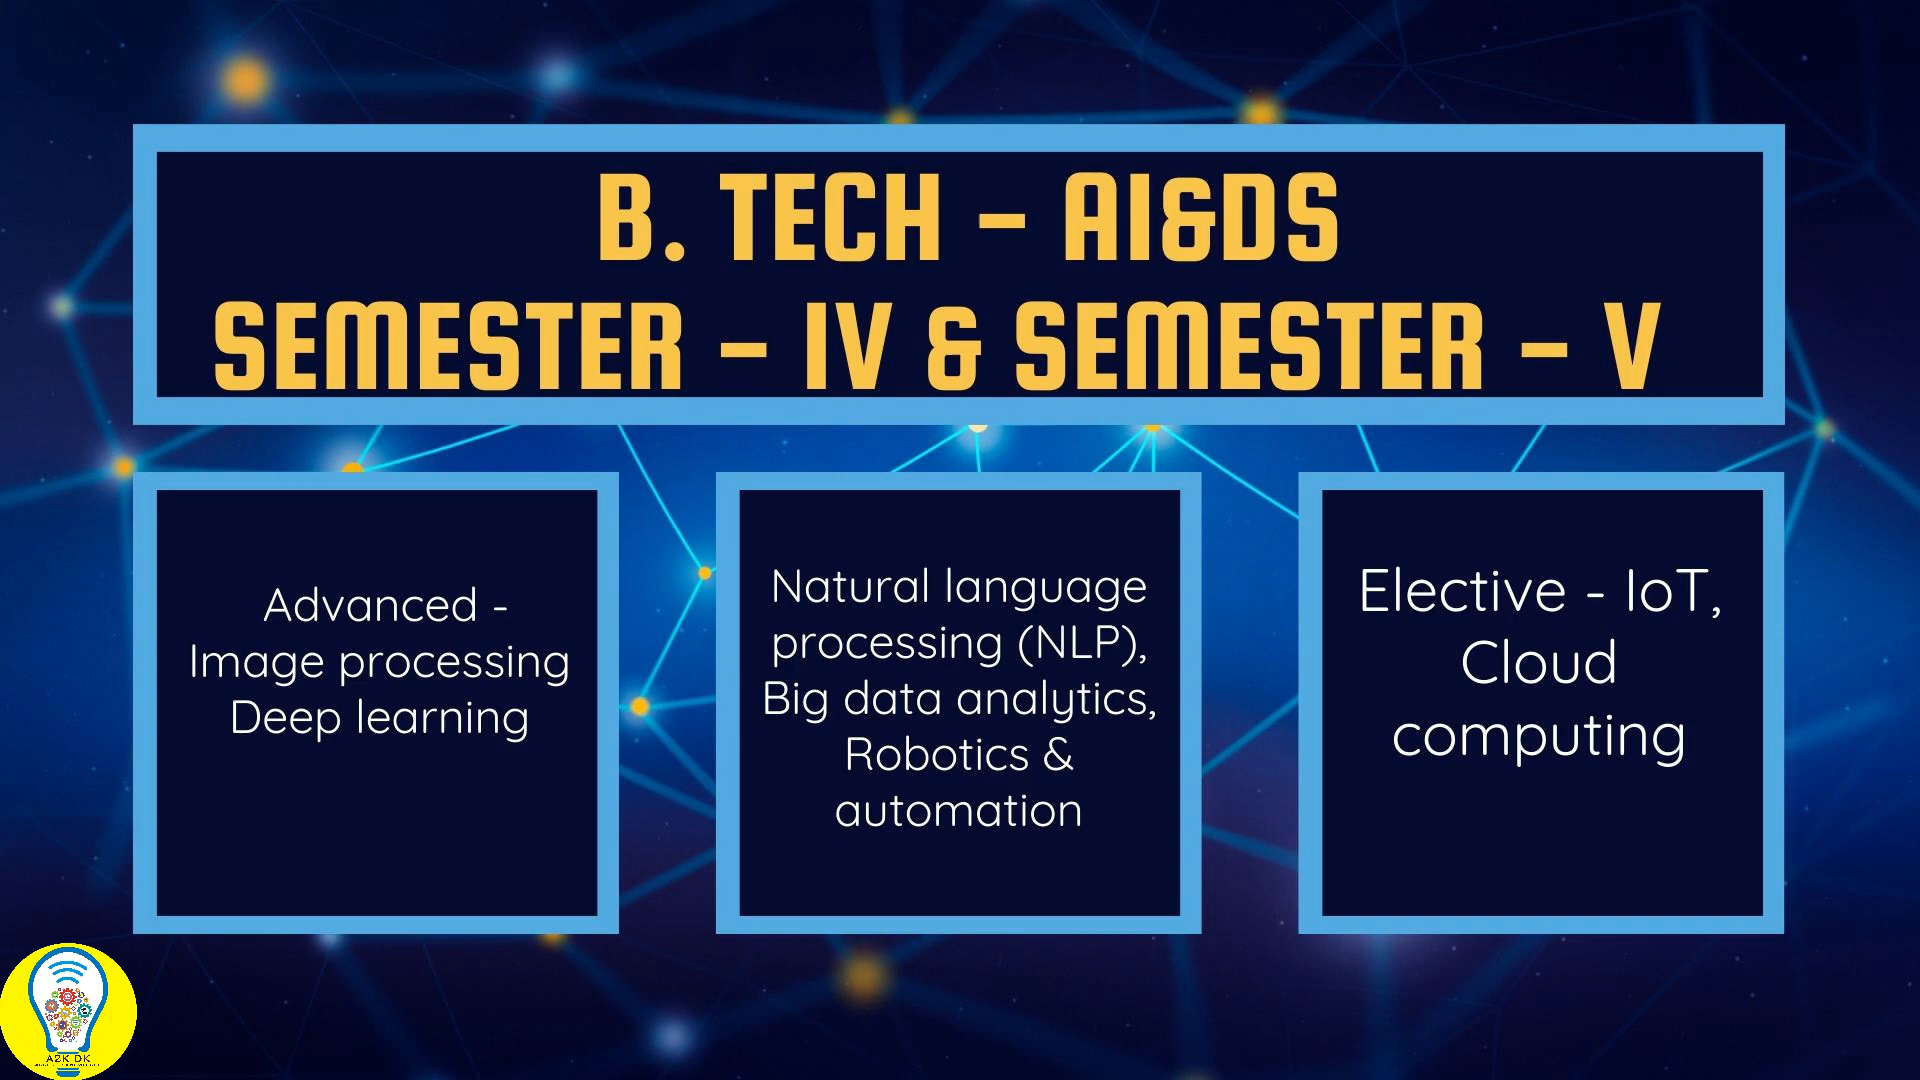 B. TECH – AI&DS
SEMESTER – IV & SEMESTER – V
Advanced -
Image processing
Deep learning
Natural language
processing (NLP),
Big data analytics,
Robotics &
automation
Elective - IoT,
Cloud
computing
A2K DK